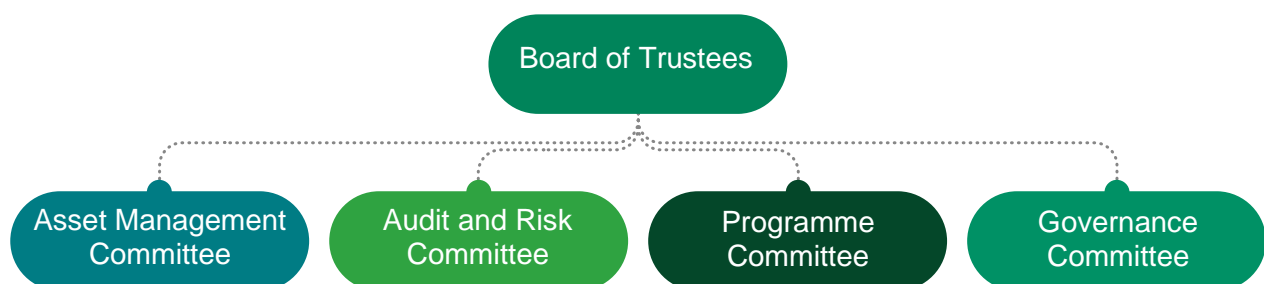 Board of Trustees
Asset Management
Committee
Audit and Risk
Committee
Programme
Committee
Governance
Committee